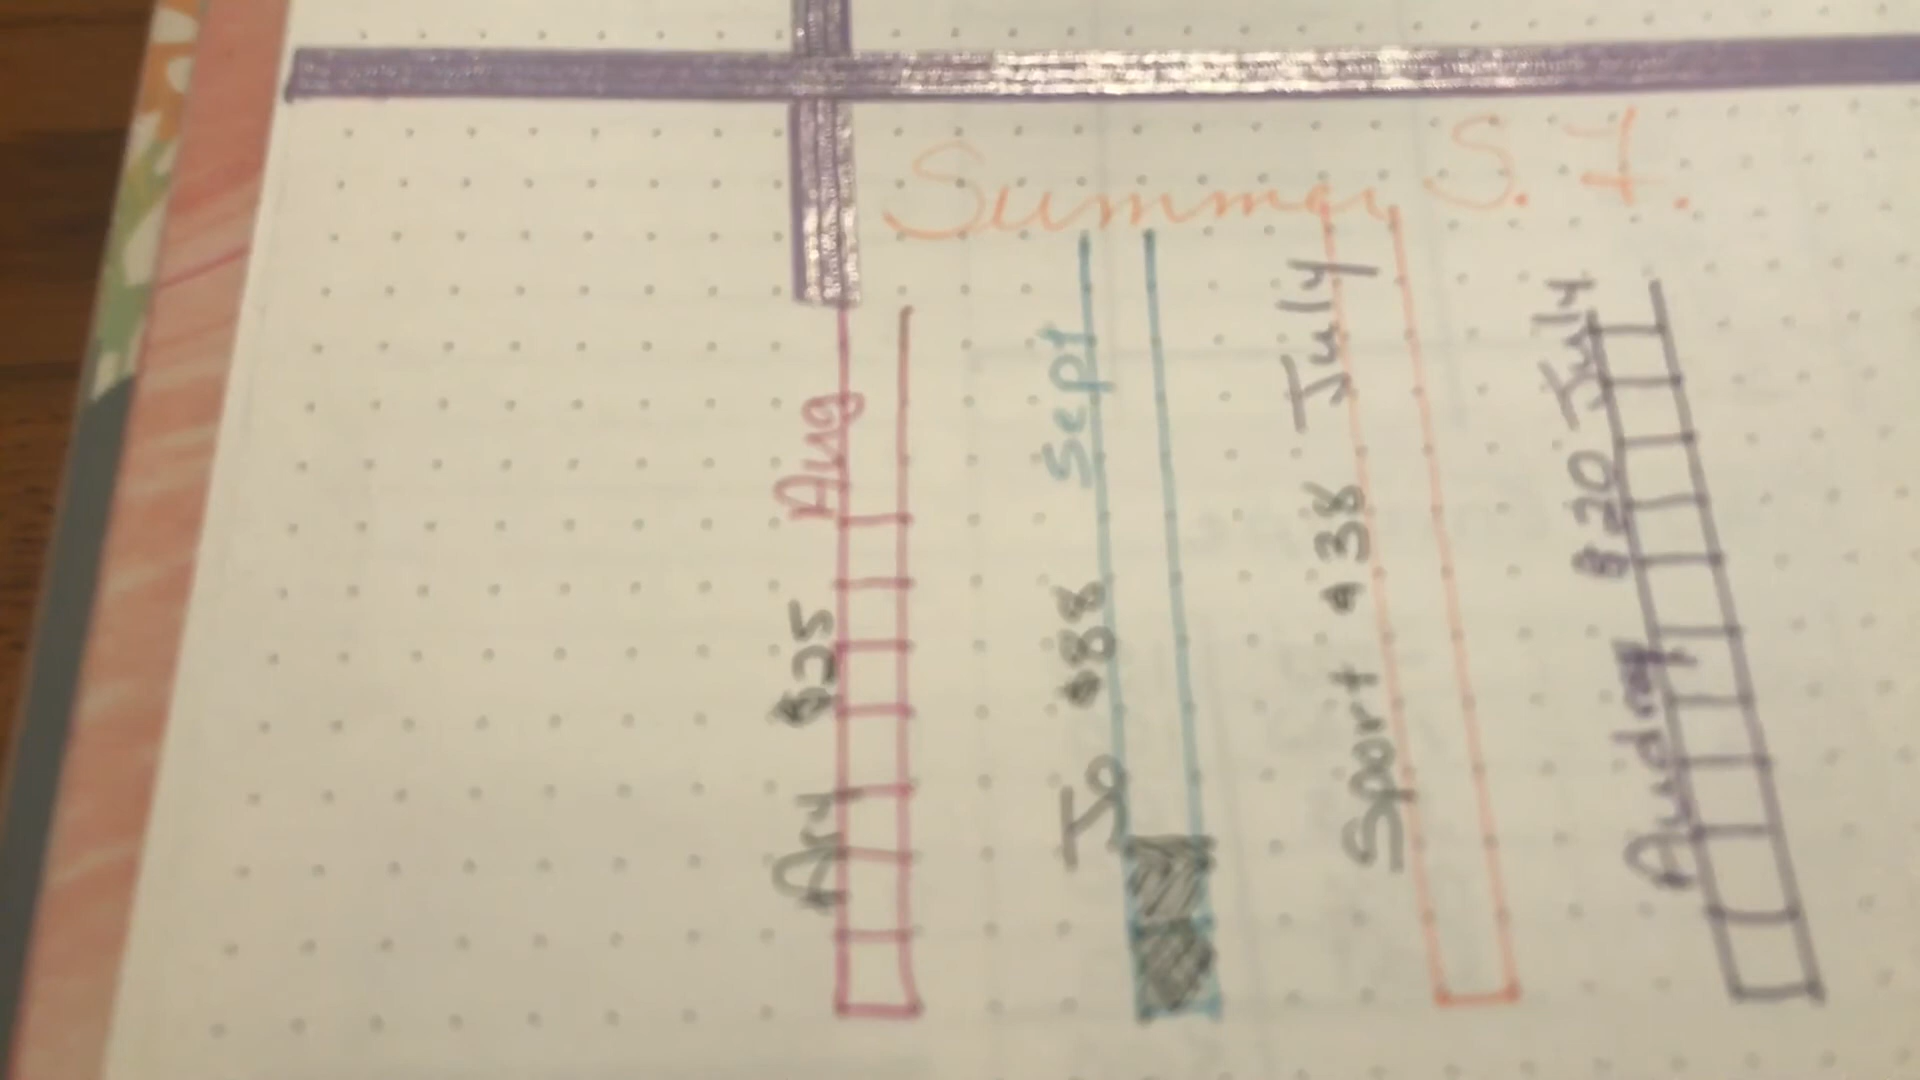 Summer S. F.
Ary $25 Aug
Jo $88 Sept
Sport $38 July
Audrey $20 July